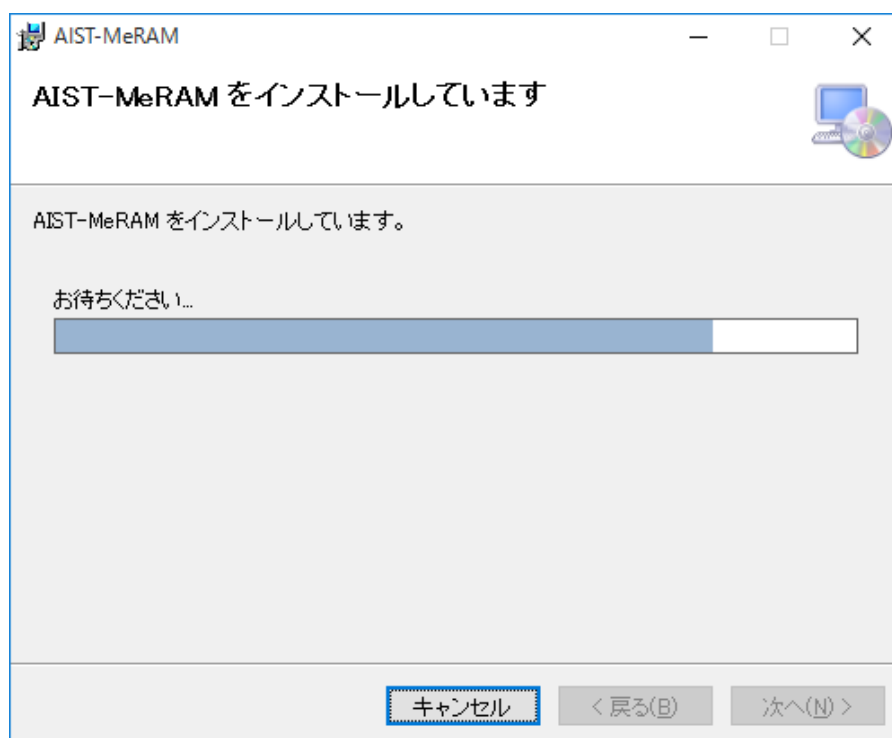 AIST-MeRAM
AIST-MeRAM をインストールしています
AIST-MeRAM をインストールしています。
お待ちください...
キャンセル
< 戻る(B)
次へ(N) >